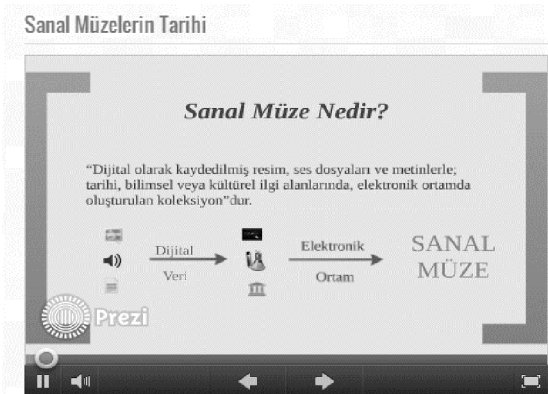 Sanal Müzelerin Tarihi
Sanal Müze Nedir?
“Dijital olarak kaydedilmiş resim, ses dosyaları ve metinlerle;
tarihi, bilimsel veya kültürel ilgi alanlarında, elektronik ortamda
oluşturulan koleksiyon”dur.
Dijital
Veri
Elektronik
Ortam
SANAL
MÜZE
Prezi